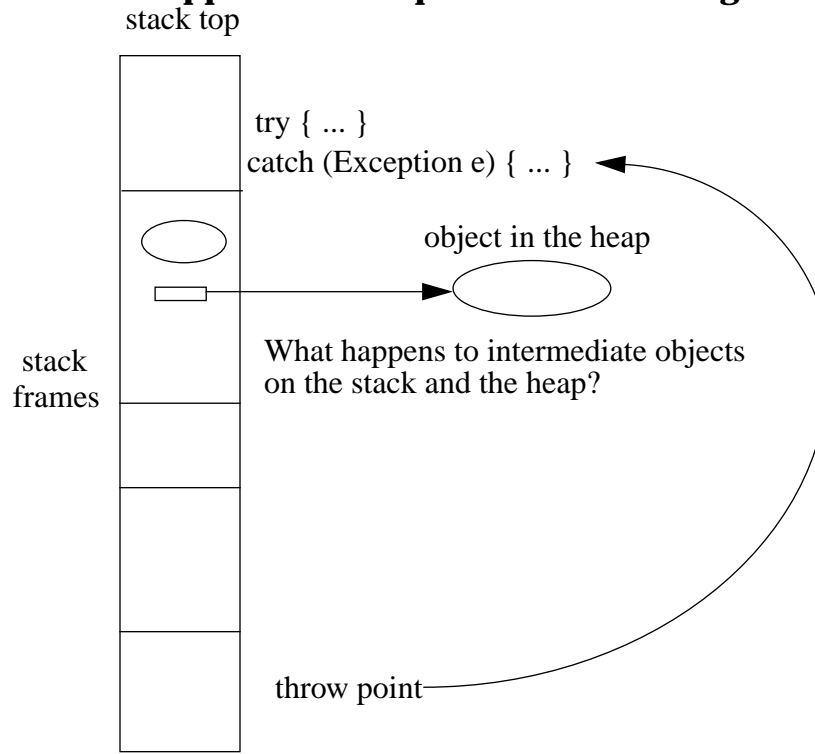 stack top
try { ... }
catch (Exception e) { ... }
object in the heap
What happens to intermediate objects
on the stack and the heap?
stack
frames
throw point